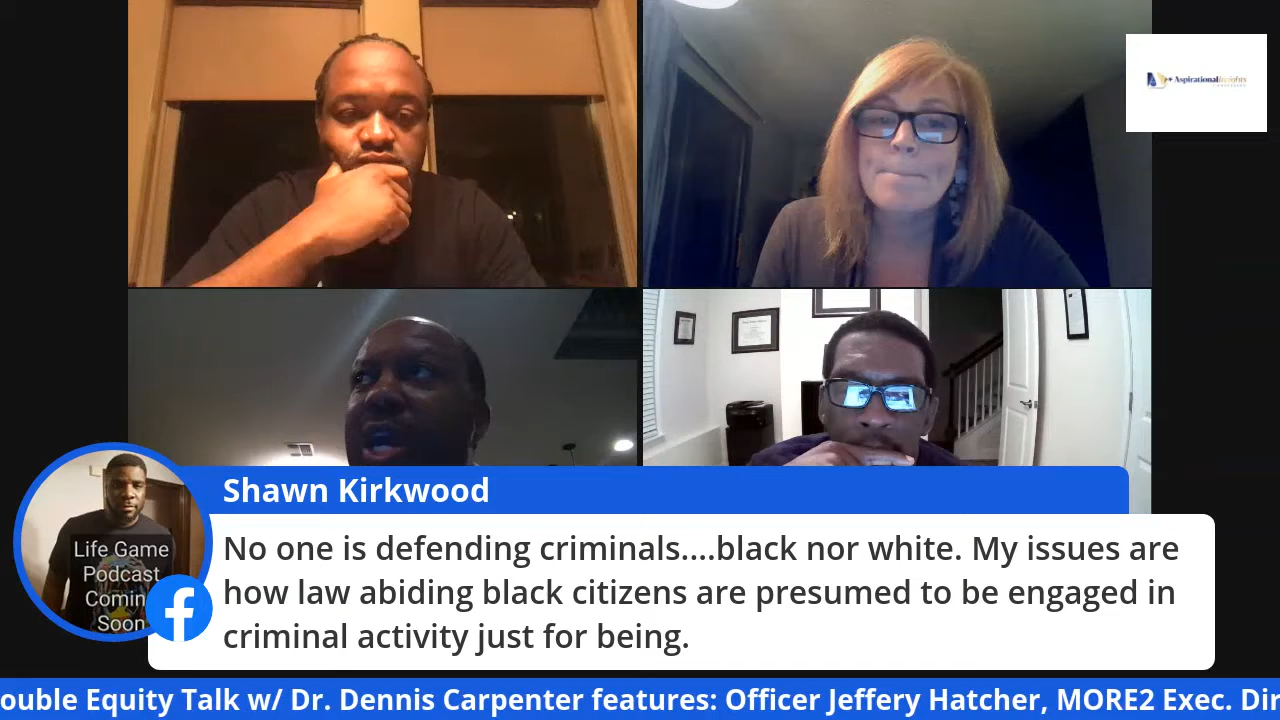 AspirationalInsights
Shawn Kirkwood
Life Game
Podcast
Comin
Soon
No one is defending criminals....black nor white. My issues are
how law abiding black citizens are presumed to be engaged in
criminal activity just for being.
ouble Equity Talk w/ Dr. Dennis Carpenter features: Officer Jeffery Hatcher, MORE2 Exec. Dir